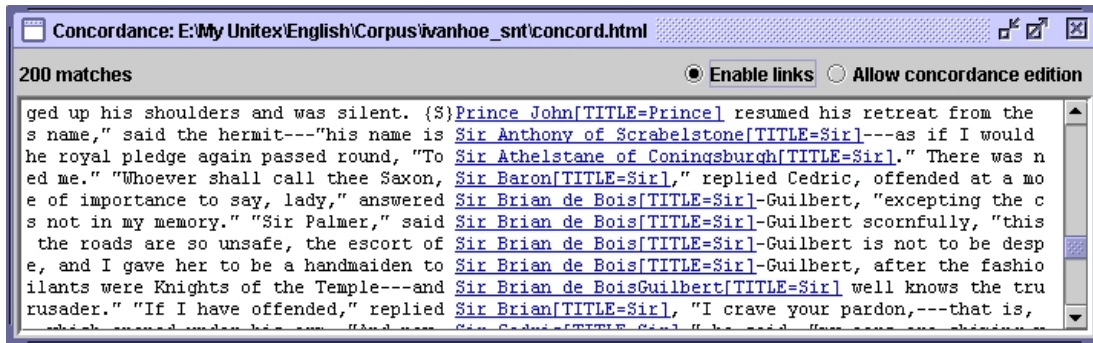 Concordance: E:\My Unitex\English\Corpus\ivanhoe_snt\concord.html
200 matches Enable links Allow concordance edition
ged up his shoulders and was silent. {S}Prince John[TITLE=Prince] resumed his retreat from the
s name," said the hermit---"his name is Sir Anthony of Scrabelstone[TITLE=Sir]---as if I would
he royal pledge again passed round, "To Sir Athelstane of Coningsburgh[TITLE=Sir]." There was n
ed me." "Whoever shall call thee Saxon, Sir Baron[TITLE=Sir]," replied Cedric, offended at a mo
e of importance to say, lady," answered Sir Brian de Bois[TITLE=Sir]-Guilbert, "excepting the c
s not in my memory." "Sir Palmer," said Sir Brian de Bois[TITLE=Sir]-Guilbert scornfully, "this
the roads are so unsafe, the escort of Sir Brian de Bois[TITLE=Sir]-Guilbert is not to be desp
e, and I gave her to be a handmaiden to Sir Brian de Bois[TITLE=Sir]-Guilbert, after the fashio
ilants were Knights of the Temple---and Sir Brian de BoisGuilbert[TITLE=Sir] well knows the tru
rusader." "If I have offended," replied Sir Brian[TITLE=Sir], "I crave your pardon,---that is,